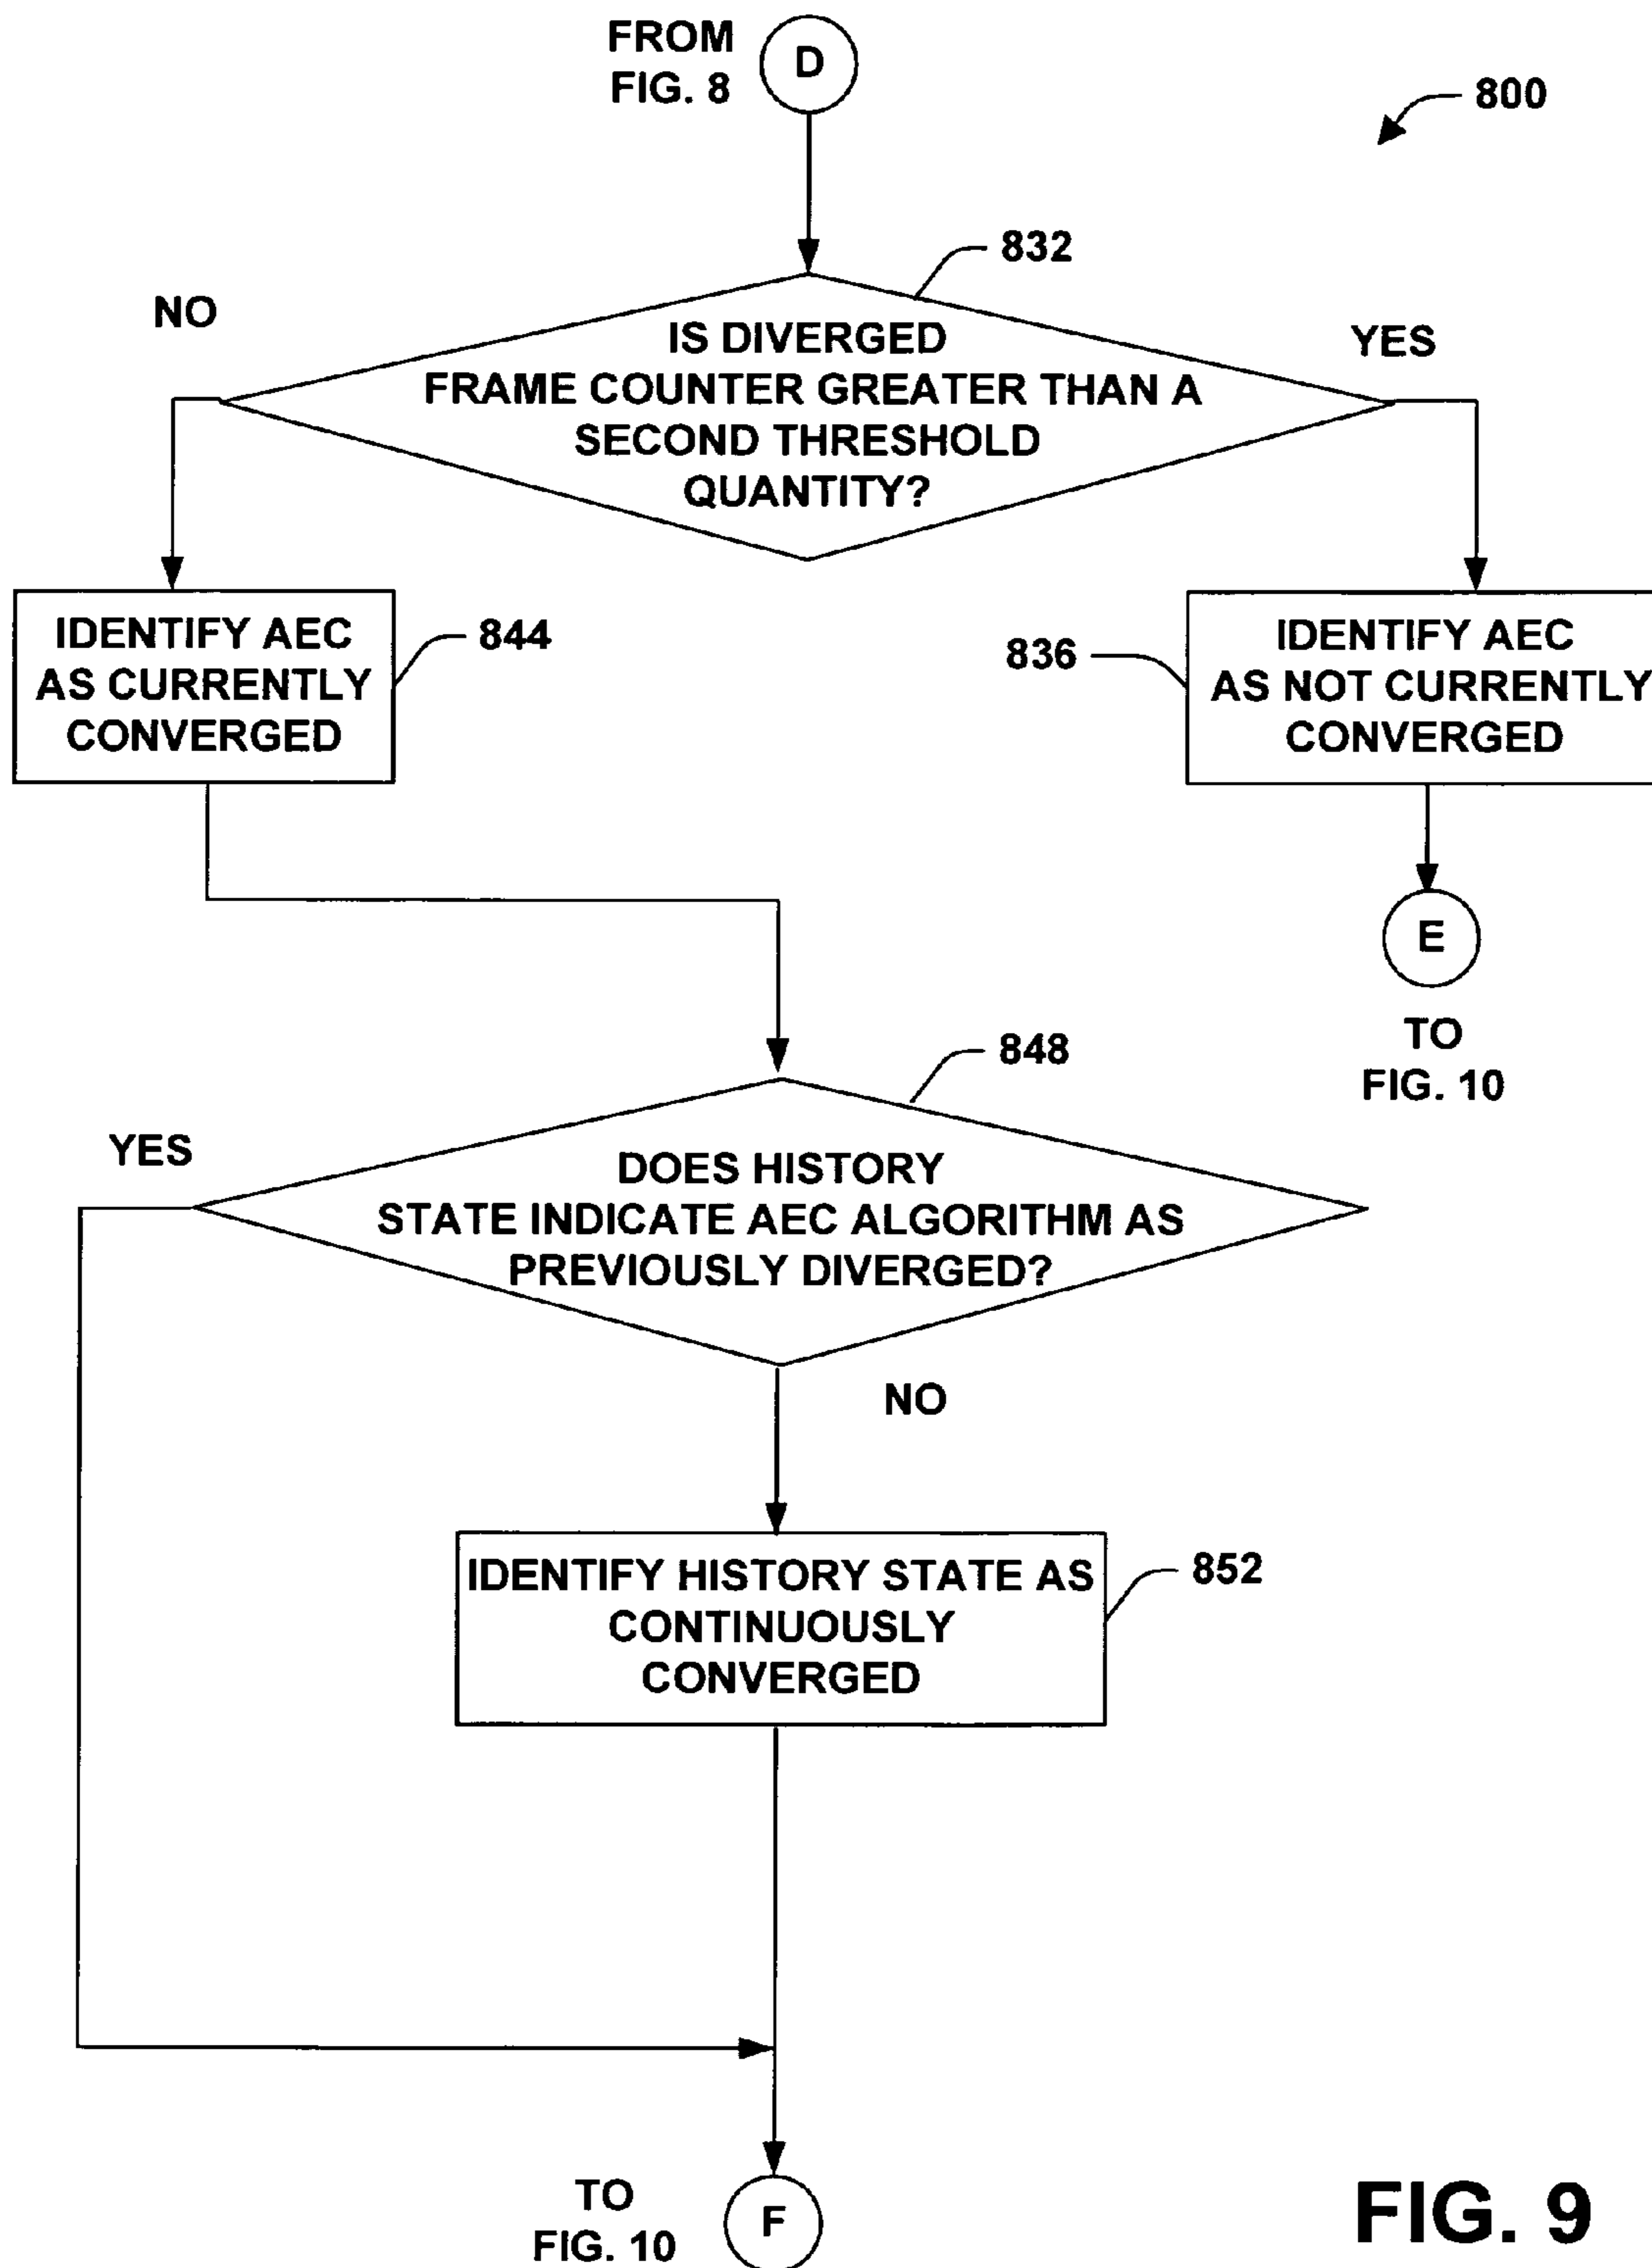 FROM
FIG. 8
D
800
832
NO
YES
IS DIVERGED
FRAME COUNTER GREATER THAN A
SECOND THRESHOLD
QUANTITY?
IDENTIFY AEC
AS CURRENTLY
CONVERGED
844
836
IDENTIFY AEC
AS NOT CURRENTLY
CONVERGED
E
TO
FIG. 10
848
YES
DOES HISTORY
STATE INDICATE AEC ALGORITHM AS
PREVIOUSLY DIVERGED?
NO
IDENTIFY HISTORY STATE AS
CONTINUOUSLY
CONVERGED
852
TO
FIG. 10
F
FIG. 9